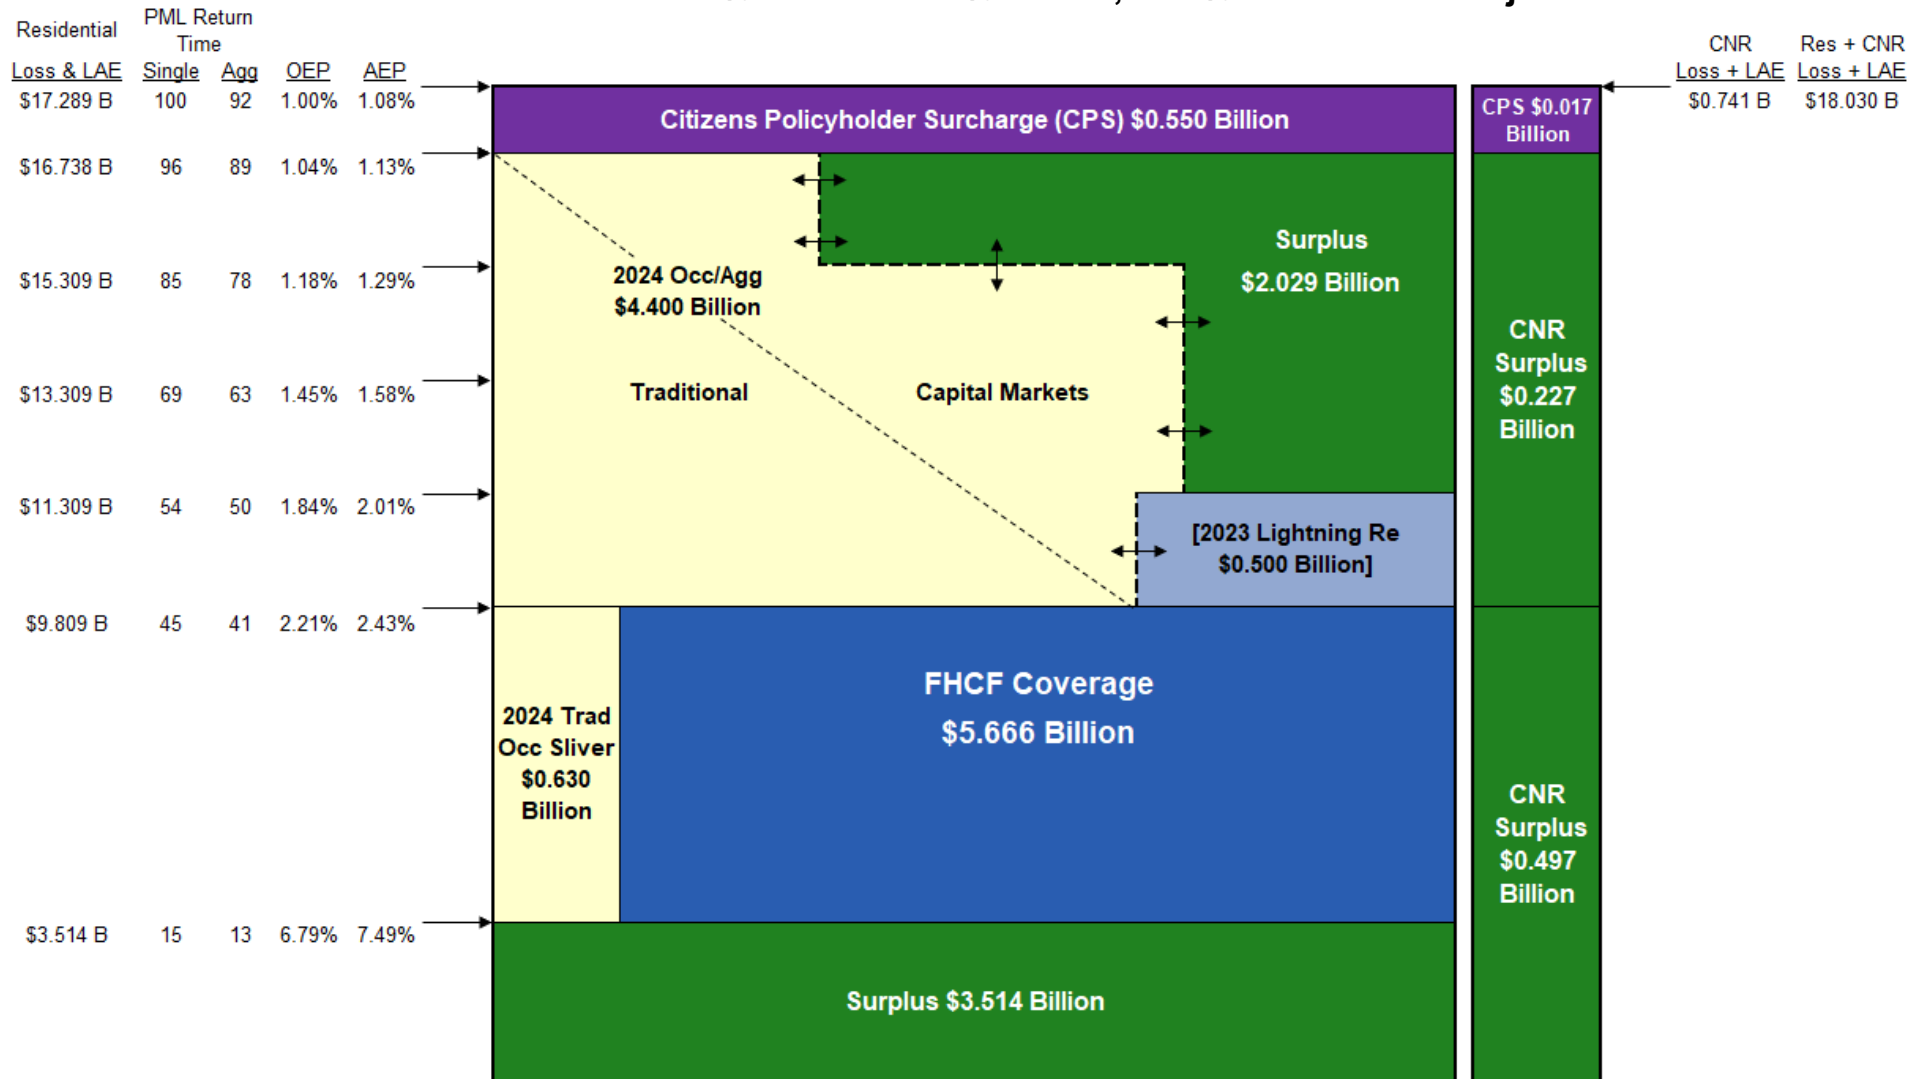 Residential
PML Return
Time
Loss & LAE Single Agg OEP AEP
CNR Res + CNR
Loss + LAE Loss + LAE
$17.289 B 100 92 1.00% 1.08%
$0.741 B $18.030 B
Citizens Policyholder Surcharge (CPS) $0.550 Billion
CPS $0.017
Billion
$16.738 B 96 89 1.04% 1.13%
Surplus
$2.029 Billion
2024 Occ/Agg
$4.400 Billion
$15.309 B 85 78 1.18% 1.29%
CNR
Surplus
$0.227
Billion
Traditional
Capital Markets
$13.309 B 69 63 1.45% 1.58%
$11.309 B 54 50 1.84% 2.01%
[2023 Lightning Re
$0.500 Billion]
$9.809 B 45 41 2.21% 2.43%
FHCF Coverage
$5.666 Billion
2024 Trad
Occ Sliver
$0.630
Billion
CNR
Surplus
$0.497
Billion
$3.514 B 15 13 6.79% 7.49%
Surplus $3.514 Billion